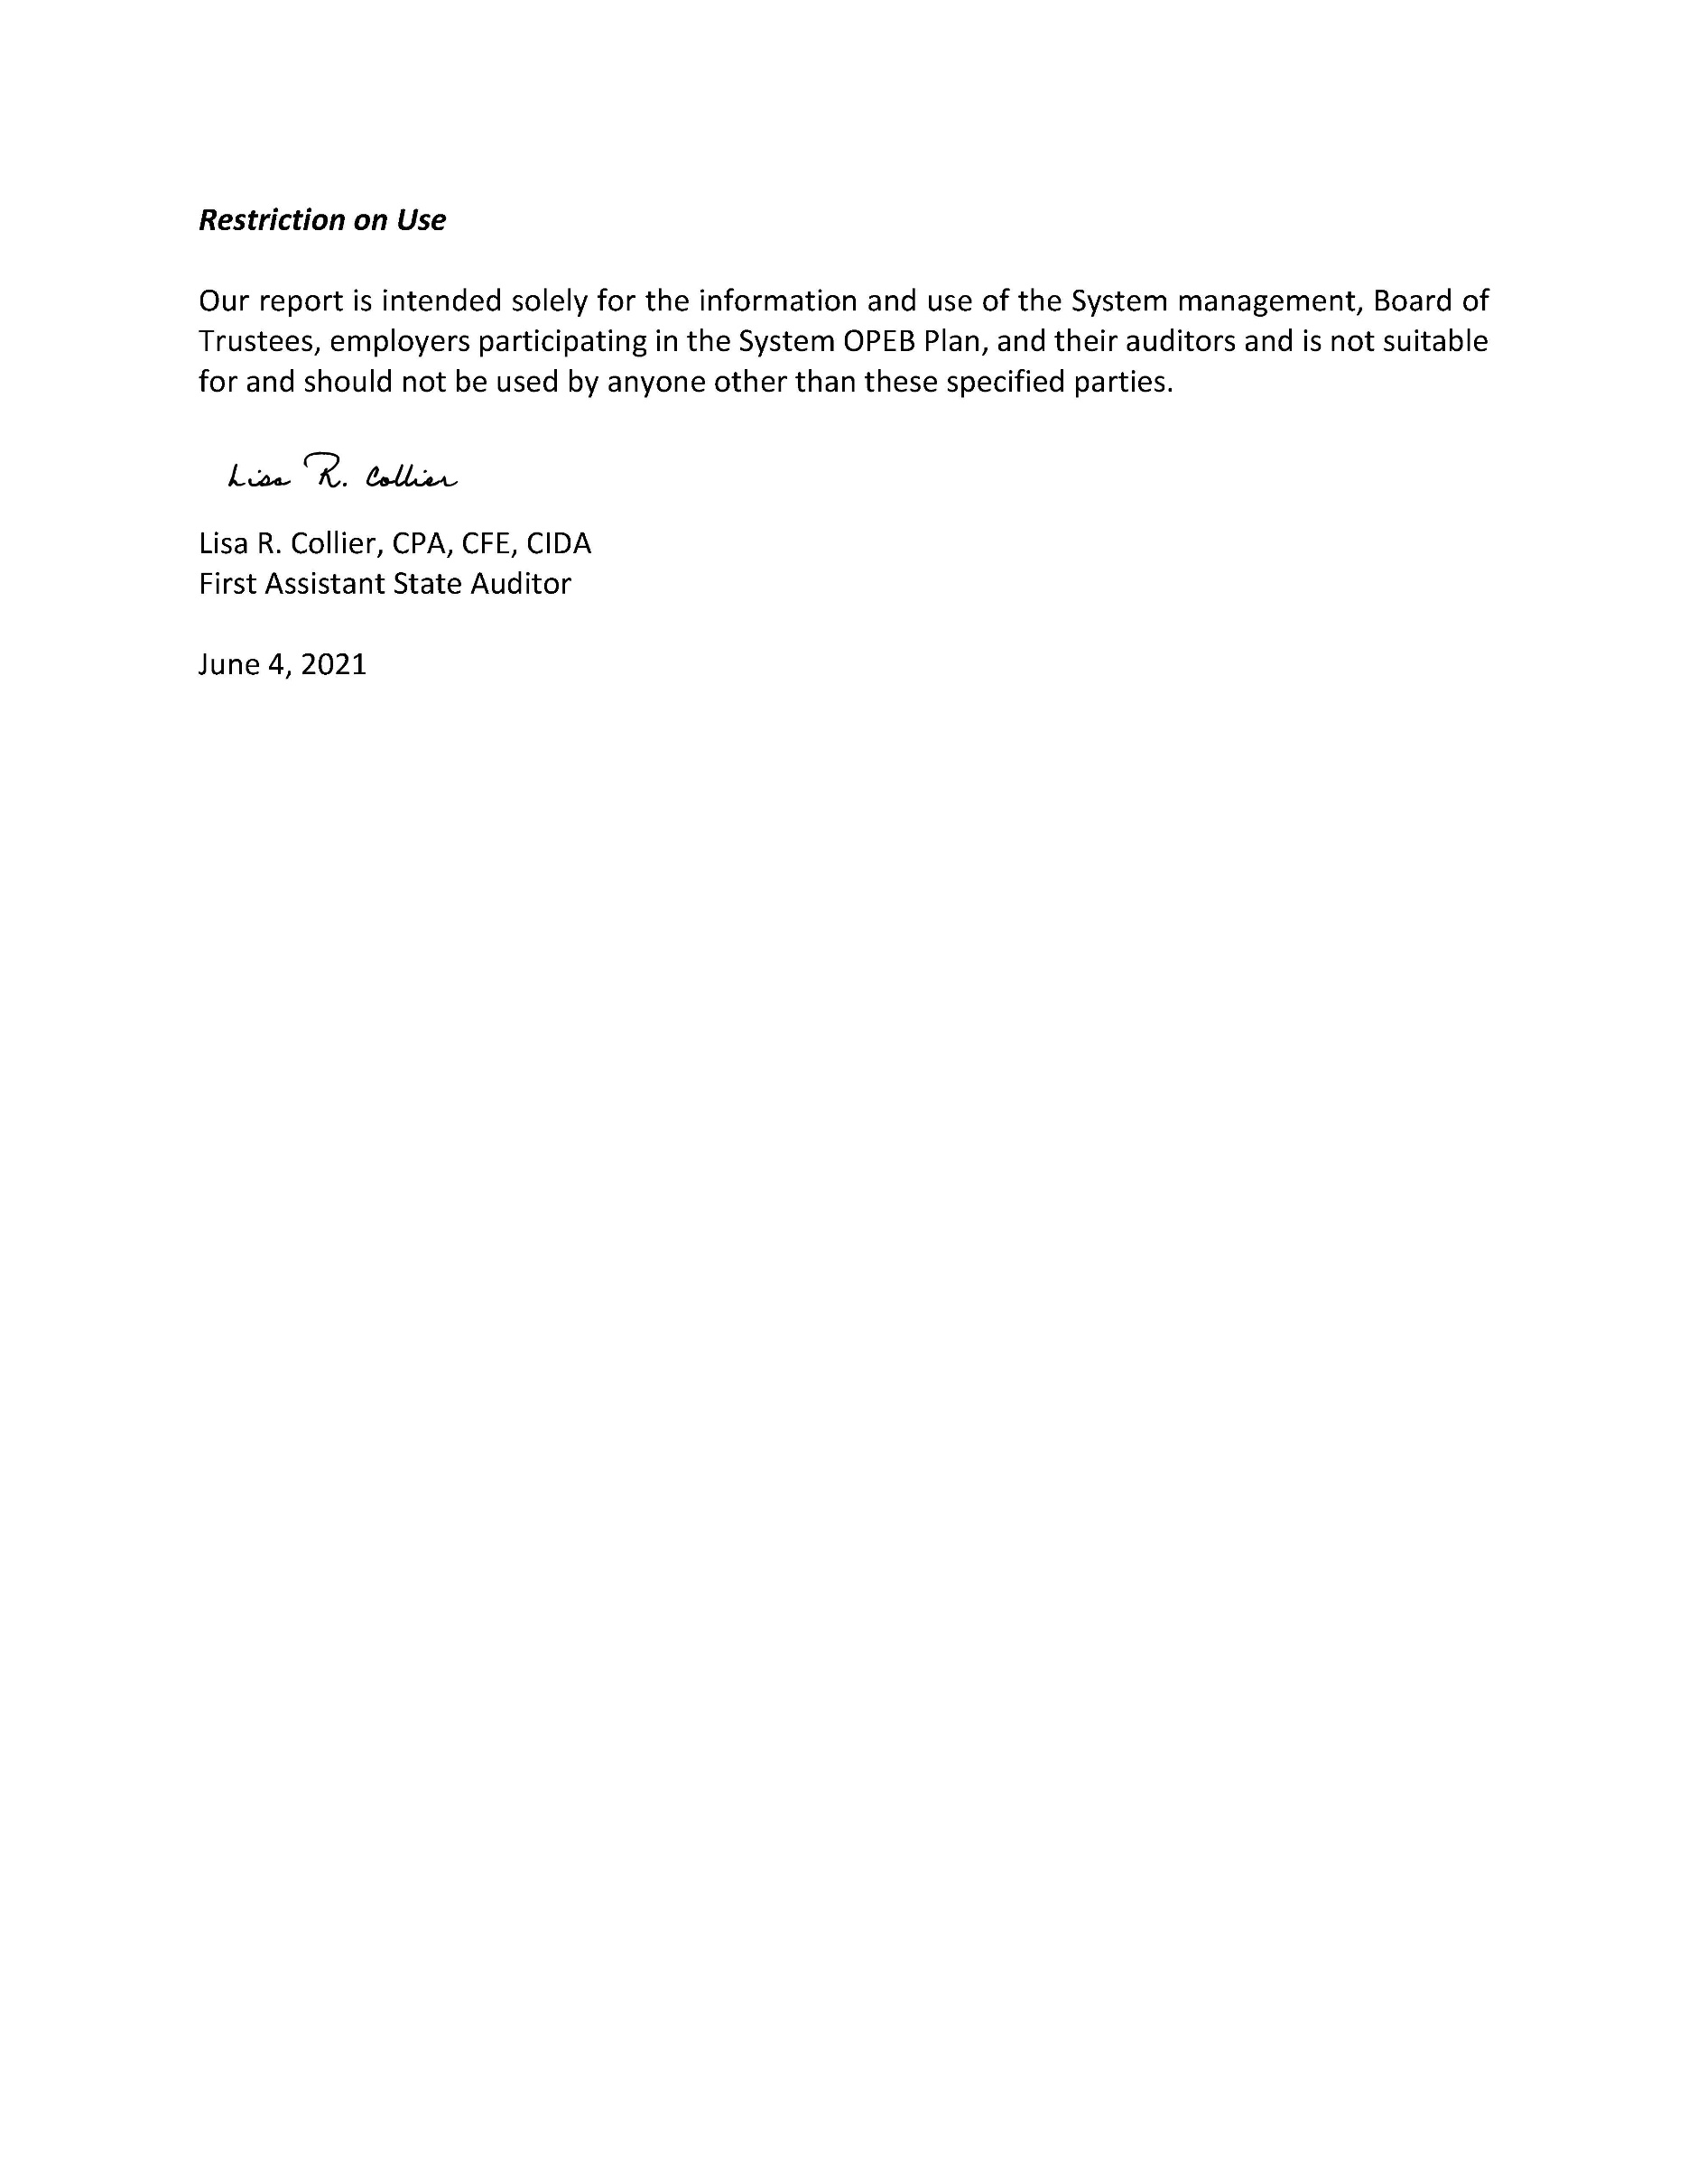 Restriction on Use
Our report is intended solely for the information and use of the System management, Board of
Trustees, employers participating in the System OPEB Plan, and their auditors and is not suitable
for and should not be used by anyone other than these specified parties.
Lisa R. Collier
Lisa R. Collier, CPA, CFE, CIDA
First Assistant State Auditor
June 4, 2021